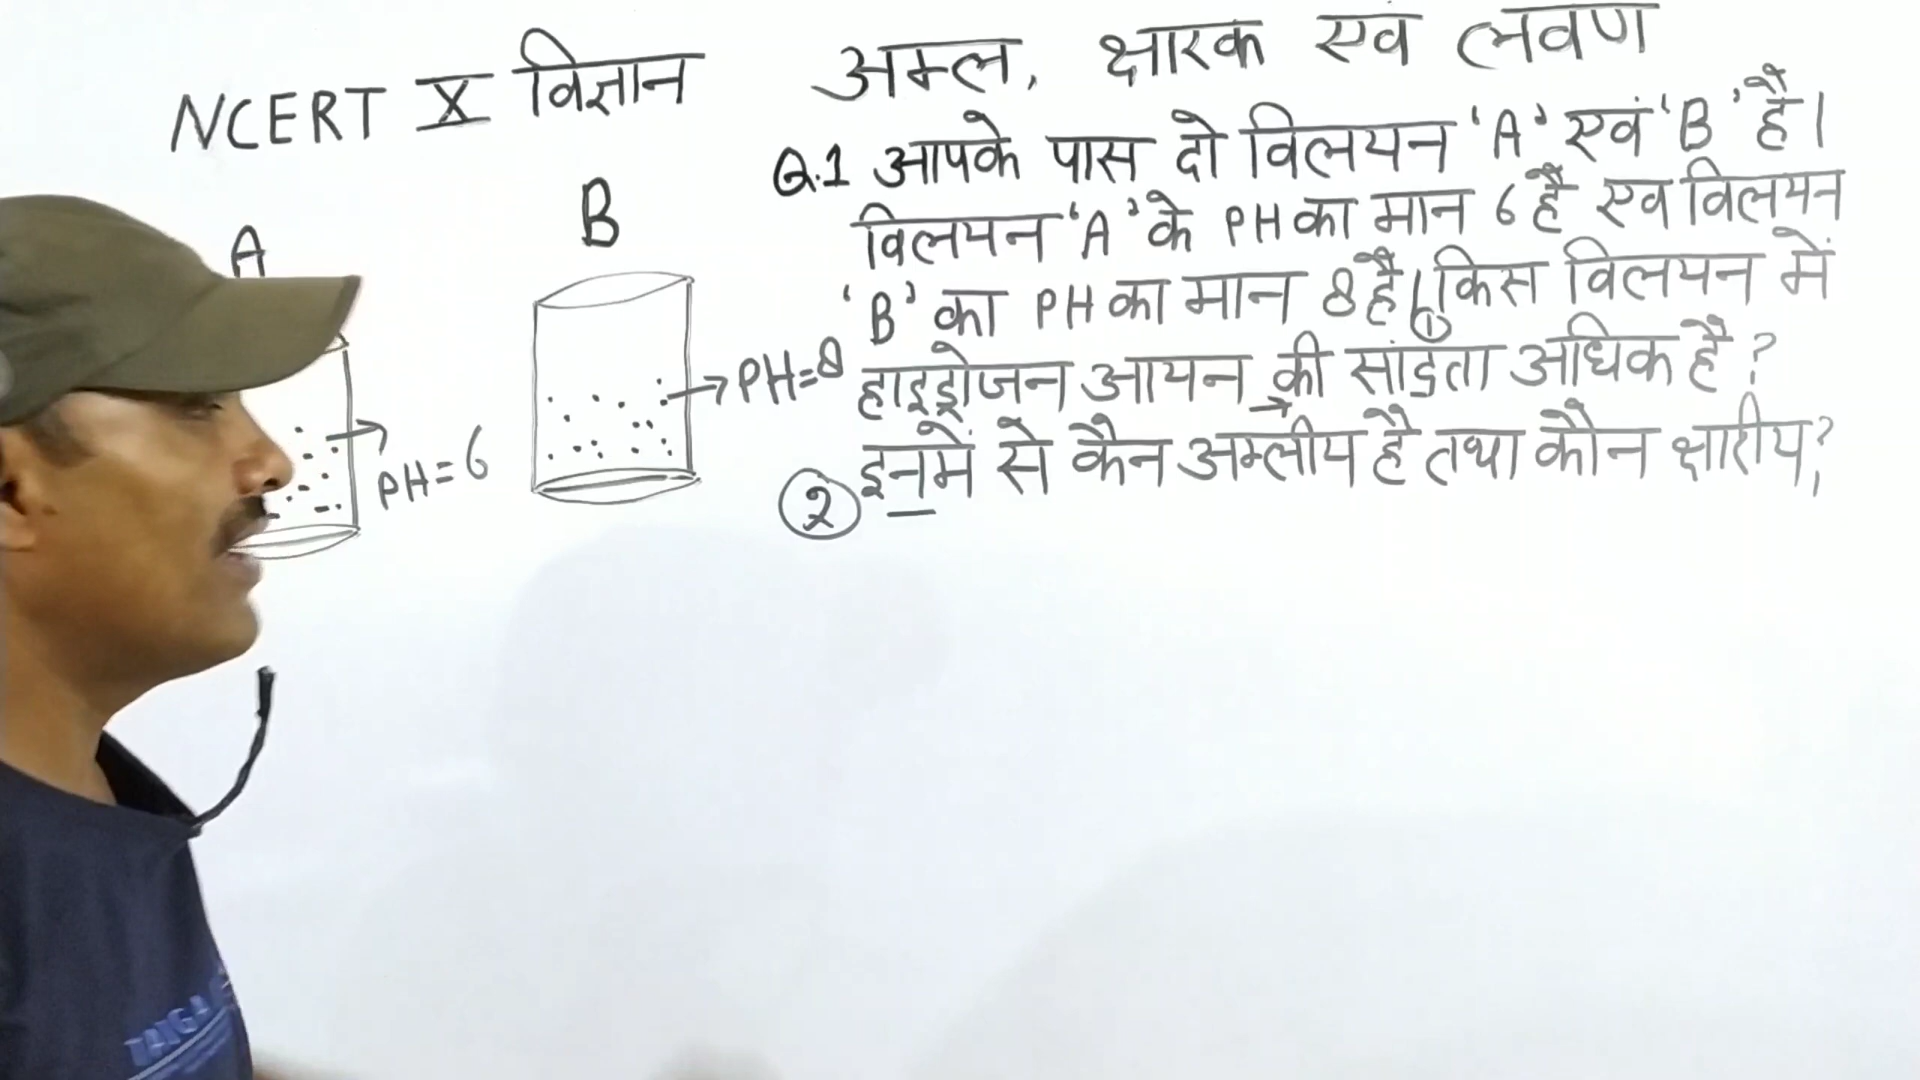 NCERT X विज्ञान अम्ल, क्षारक एवं लवण
Q.1 आपके पास दो विलयन 'A' एवं 'B' है।
विलयन 'A' के PH का मान 6 है एव विलयन
'B' का PH का मान 8 है। ① किस विलयन में
हाइड्रोजन आयन की सांद्रता अधिक है?
② इनमें से कैन अम्लीय है तथा कौन क्षारीय?
A
B
PH=6
PH=8